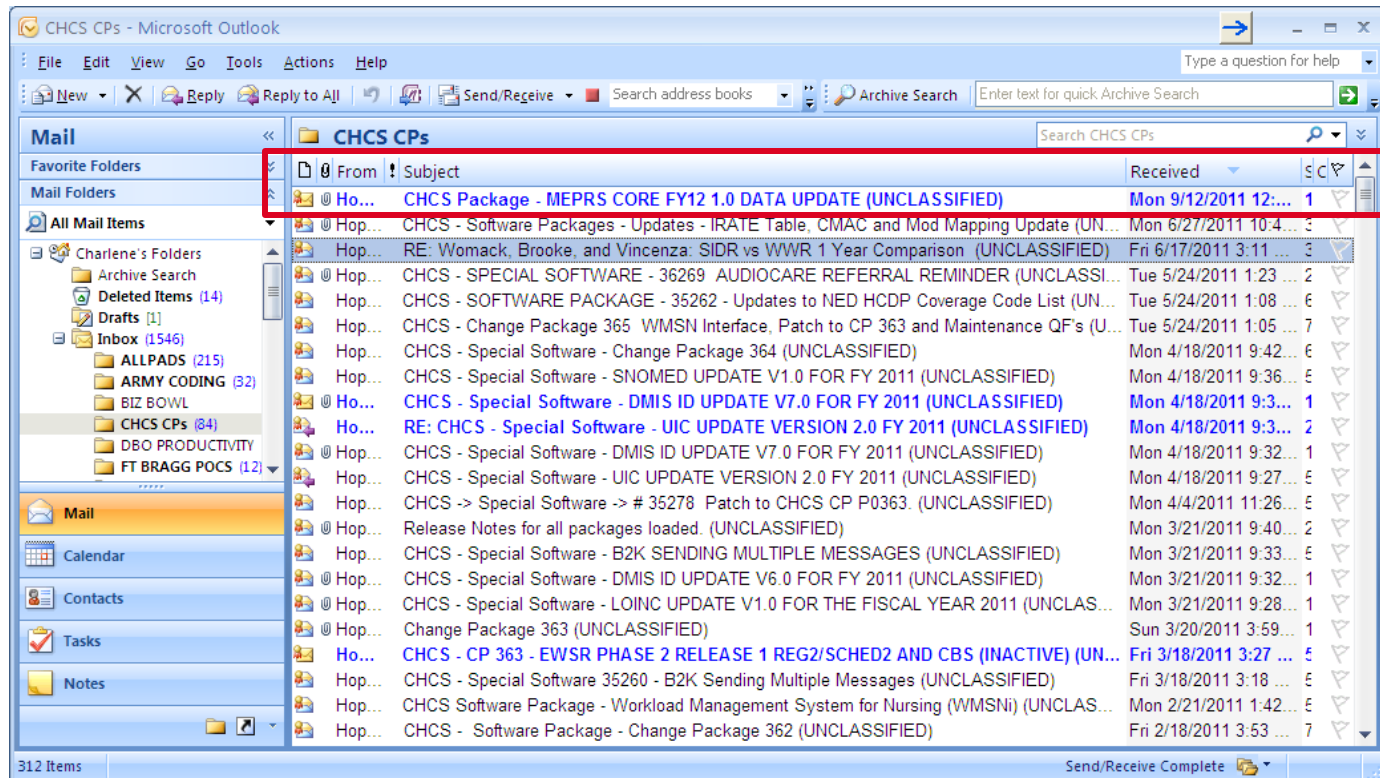 CHCS CPs - Microsoft Outlook
File Edit View Go Tools Actions Help Type a question for help
New Reply Reply to All Send/Receive Search address books Archive Search Enter text for quick Archive Search
Mail « CHCS CPs Search CHCS CPs
Favorite Folders
Mail Folders
All Mail Items
Charlene's Folders
Archive Search
Deleted Items (14)
Drafts [1]
Inbox (1546)
ALLPADS (215)
ARMY CODING (32)
BIZ BOWL
CHCS CPs (84)
DBO PRODUCTIVITY
FT BRAGG POCS (12)
Mail
Calendar
Contacts
Tasks
Notes
From ! Subject Received S C
Ho... CHCS Package - MEPRS CORE FY12 1.0 DATA UPDATE (UNCLASSIFIED) Mon 9/12/2011 12:... 1
Hop... CHCS - Software Packages - Updates - IRATE Table, CMAC and Mod Mapping Update (UN... Mon 6/27/2011 10:4... 3
Hop... RE: Womack, Brooke, and Vincenza: SIDR vs WWR 1 Year Comparison (UNCLASSIFIED) Fri 6/17/2011 3:11 ... 3
Hop... CHCS - SPECIAL SOFTWARE - 36269 AUDIOCARE REFERRAL REMINDER (UNCLASSI... Tue 5/24/2011 1:23 ... 2
Hop... CHCS - SOFTWARE PACKAGE - 35262 - Updates to NED HCDP Coverage Code List (UN... Tue 5/24/2011 1:08 ... 6
Hop... CHCS - Change Package 365 WMSN Interface, Patch to CP 363 and Maintenance QF's (U... Tue 5/24/2011 1:05 ... 7
Hop... CHCS - Special Software - Change Package 364 (UNCLASSIFIED) Mon 4/18/2011 9:42... 6
Hop... CHCS - Special Software - SNOMED UPDATE V1.0 FOR FY 2011 (UNCLASSIFIED) Mon 4/18/2011 9:36...
Ho... CHCS - Special Software - DMIS ID UPDATE V7.0 FOR FY 2011 (UNCLASSIFIED) Mon 4/18/2011 9:3... 1
Ho... RE: CHCS - Special Software - UIC UPDATE VERSION 2.0 FY 2011 (UNCLASSIFIED) Mon 4/18/2011 9:3... 2
Hop... CHCS - Special Software - DMIS ID UPDATE V7.0 FOR FY 2011 (UNCLASSIFIED) Mon 4/18/2011 9:32... 1
Hop... CHCS - Special Software - UIC UPDATE VERSION 2.0 FY 2011 (UNCLASSIFIED) Mon 4/18/2011 9:27...
Hop... CHCS -> Special Software -> # 35278 Patch to CHCS CP P0363. (UNCLASSIFIED) Mon 4/4/2011 11:26...
Hop... Release Notes for all packages loaded. (UNCLASSIFIED) Mon 3/21/2011 9:40... 2
Hop... CHCS - Special Software - B2K SENDING MULTIPLE MESSAGES (UNCLASSIFIED) Mon 3/21/2011 9:33...
Hop... CHCS - Special Software - DMIS ID UPDATE V6.0 FOR FY 2011 (UNCLASSIFIED) Mon 3/21/2011 9:32... 1
Hop... CHCS - Special Software - LOINC UPDATE V1.0 FOR THE FISCAL YEAR 2011 (UNCLAS... Mon 3/21/2011 9:28... 1
Hop... Change Package 363 (UNCLASSIFIED) Sun 3/20/2011 3:59... 1
Ho... CHCS - CP 363 - EWSR PHASE 2 RELEASE 1 REG2/SCHED2 AND CBS (INACTIVE) (UN... Fri 3/18/2011 3:27 ...
Hop... CHCS - Special Software 35260 - B2K Sending Multiple Messages (UNCLASSIFIED) Fri 3/18/2011 3:18 ...
Hop... CHCS Software Package - Workload Management System for Nursing (WMSNi) (UNCLAS... Mon 2/21/2011 1:42...
Hop... CHCS - Software Package - Change Package 362 (UNCLASSIFIED) Fri 2/18/2011 3:53 ... 7
312 Items Send/Receive Complete